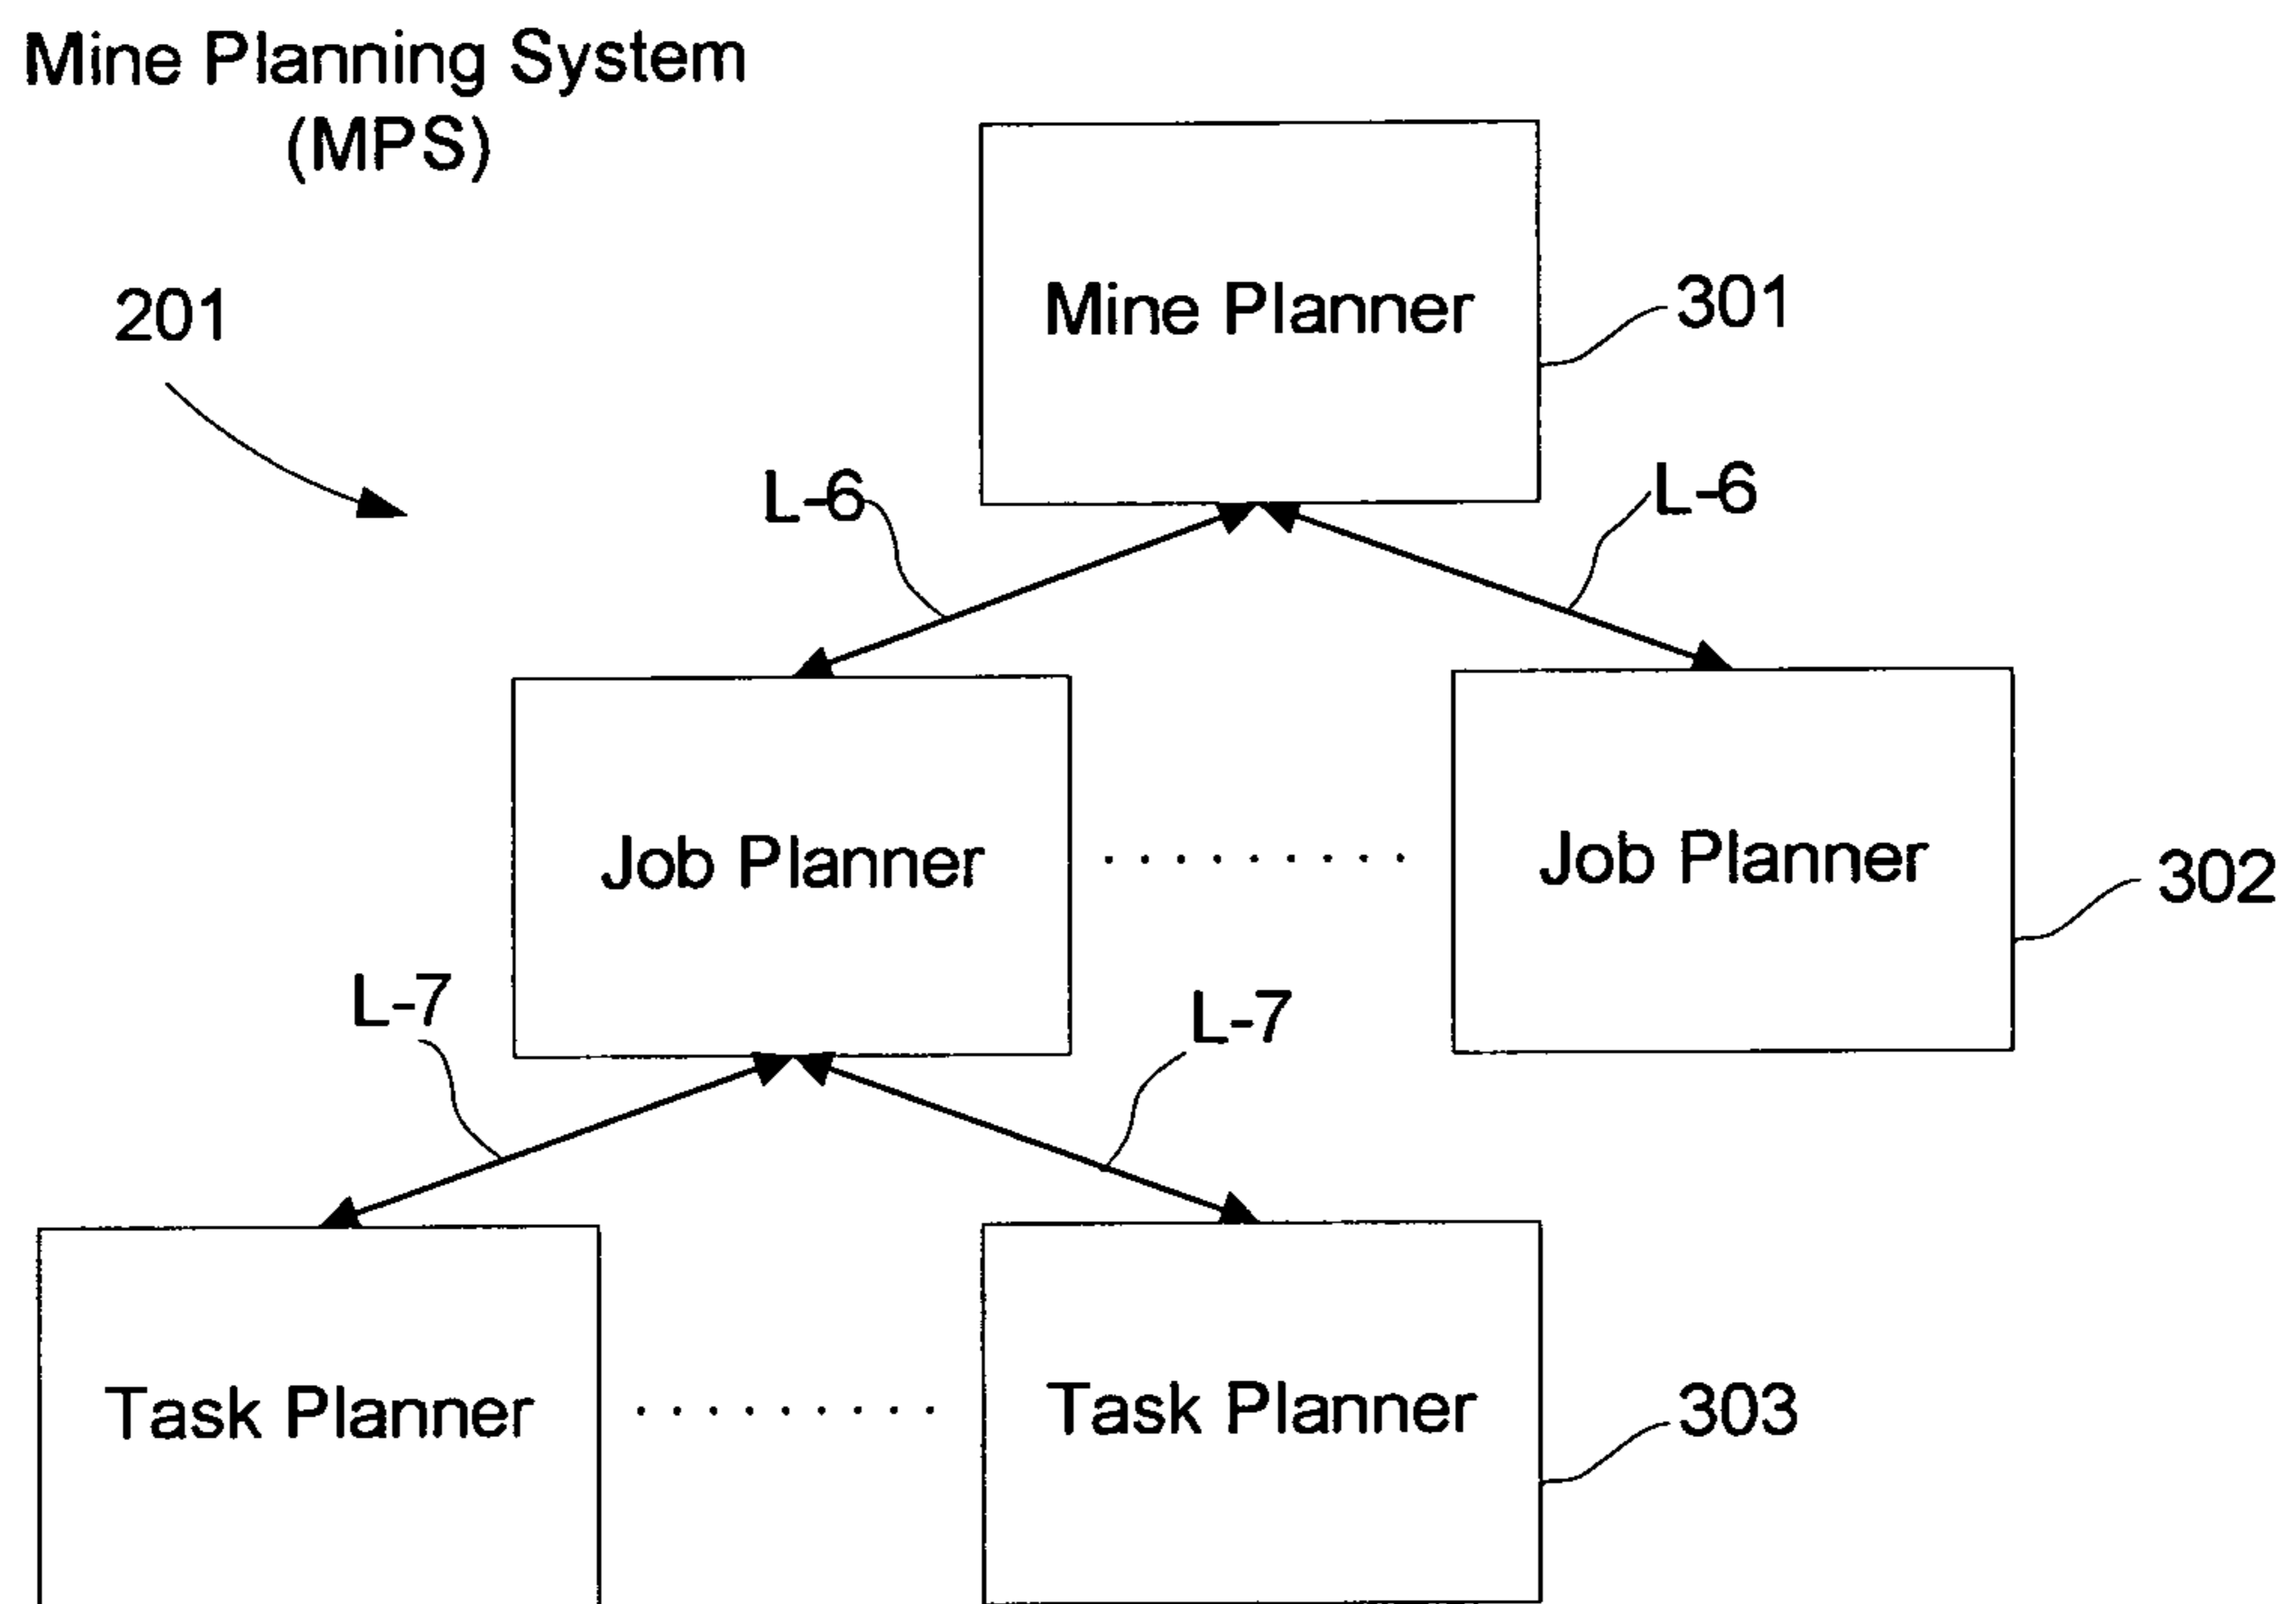 Mine Planning System
(MPS)
201
Mine Planner
301
L-6
L-6
Job Planner
Job Planner
302
L-7
L-7
Task Planner
Task Planner
303